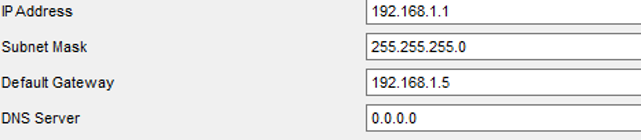 IP Address 192.168.1.1
Subnet Mask 255.255.255.0
Default Gateway 192.168.1.5
DNS Server 0.0.0.0